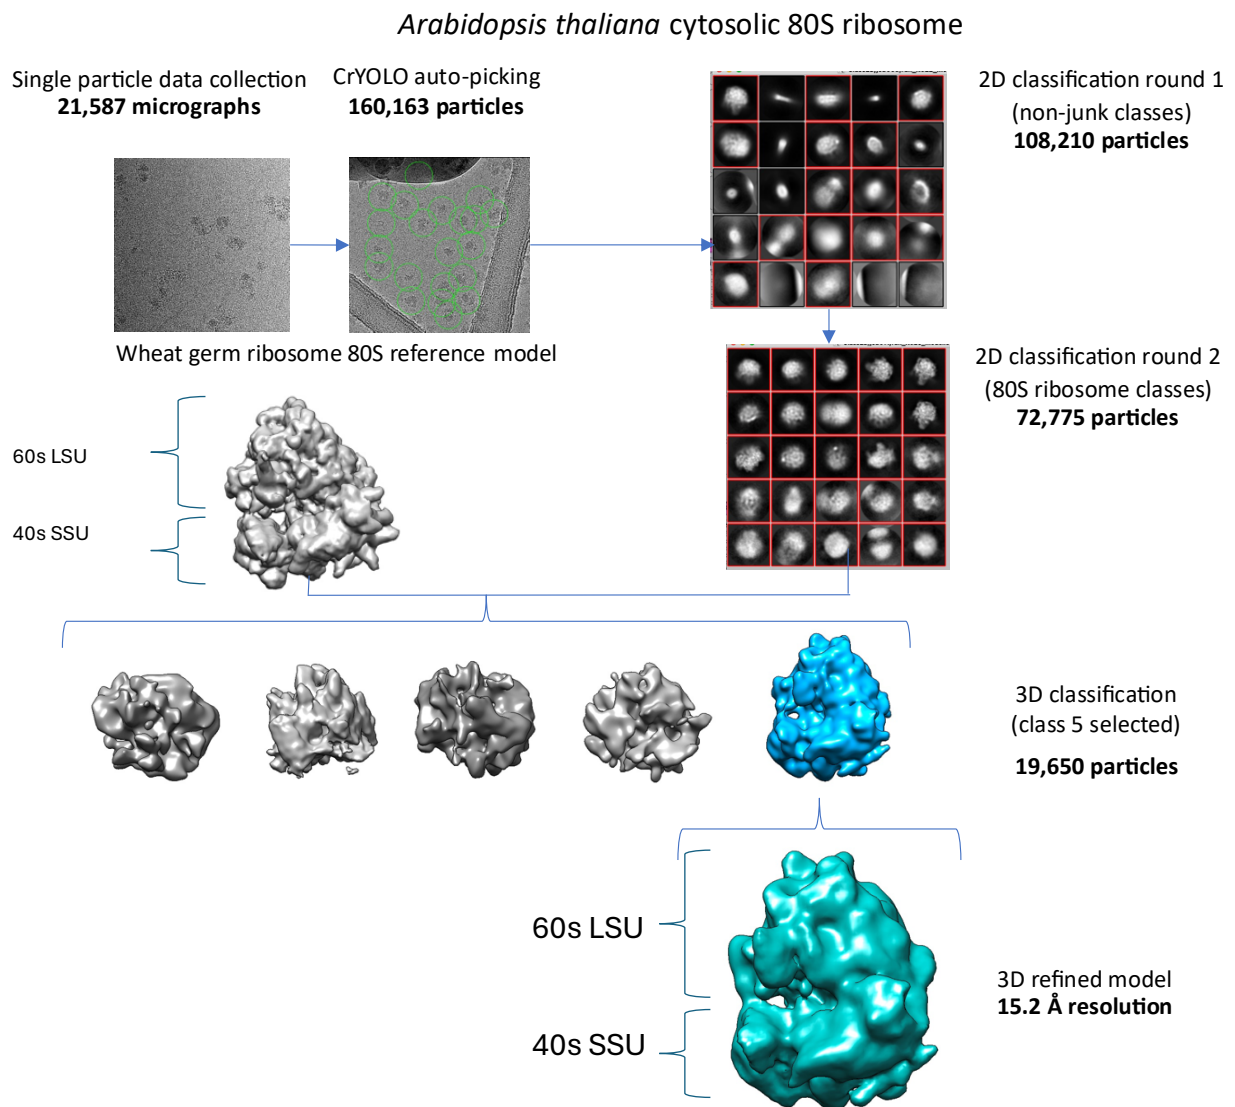 Arabidopsis thaliana cytosolic 80S ribosome
Single particle data collection
21,587 micrographs
CrYOLO auto-picking
160,163 particles
2D classification round 1
(non-junk classes)
108,210 particles
Wheat germ ribosome 80S reference model
2D classification round 2
(80S ribosome classes)
72,775 particles
60s LSU
40s SSU
3D classification
(class 5 selected)
19,650 particles
60s LSU
40s SSU
3D refined model
15.2 Å resolution